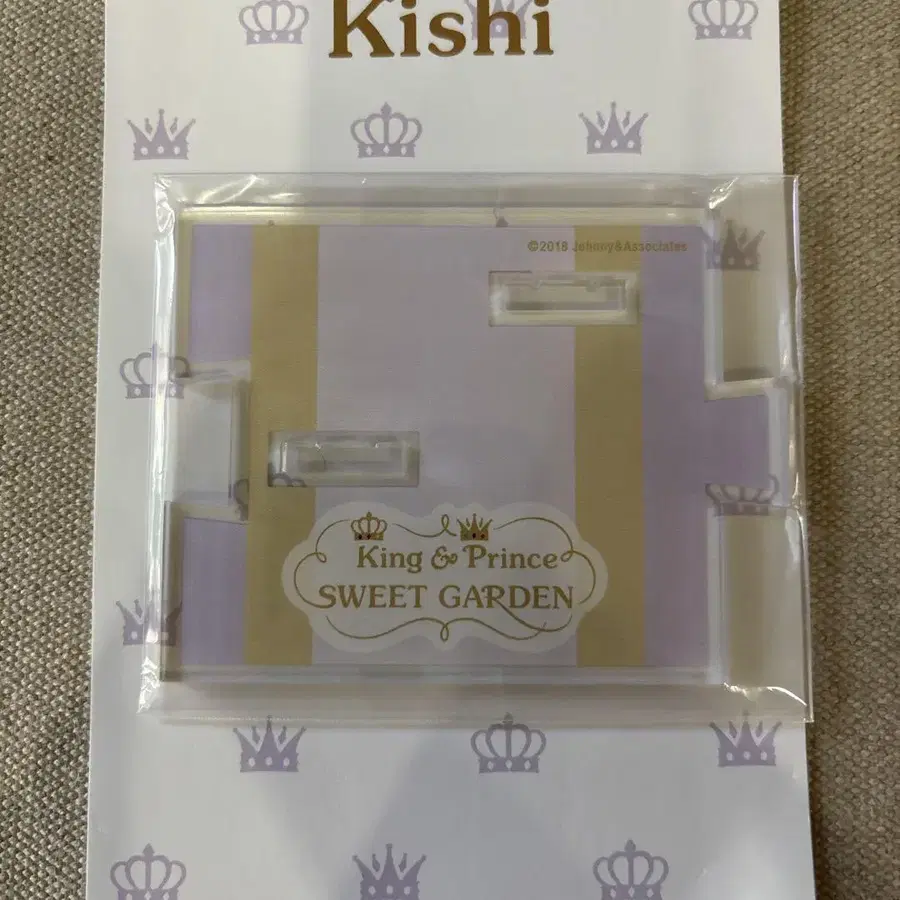 Kishi
©2018 Johnny&Associates
King & Prince
SWEET GARDEN